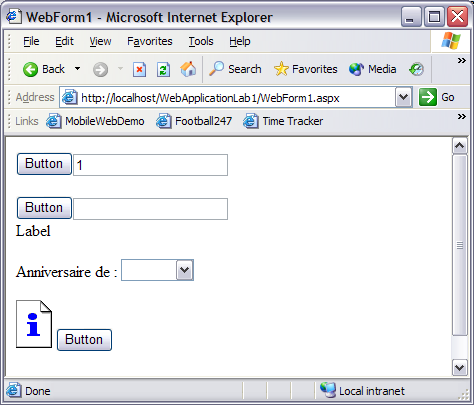 WebForm1 - Microsoft Internet Explorer
File Edit View Favorites Tools Help
Back Search Favorites Media »
Address http://localhost/WebApplicationLab1/WebForm1.aspx Go
Links MobileWebDemo Football247 Time Tracker »
Button 1
Button
Label
Anniversaire de :
Button
Done Local intranet